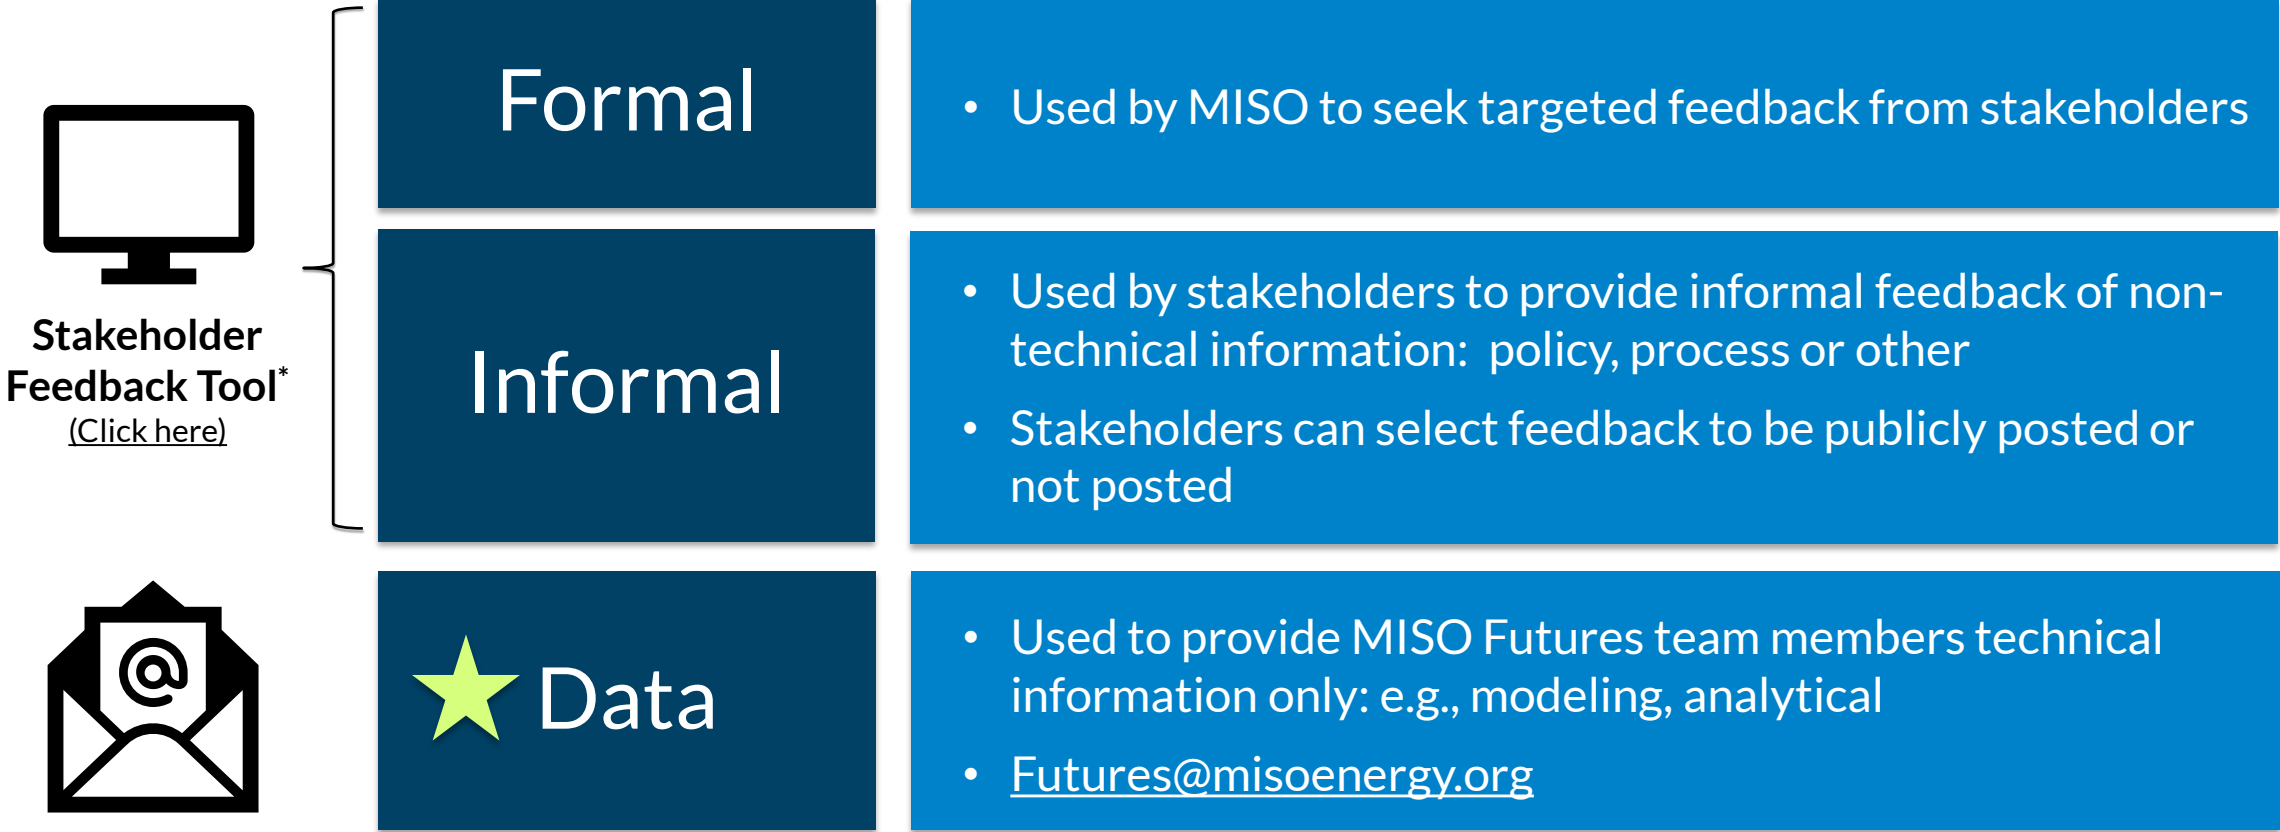 Formal
• Used by MISO to seek targeted feedback from stakeholders
Stakeholder
Feedback Tool*
(Click here)
Informal
• Used by stakeholders to provide informal feedback of non-
technical information:  policy, process or other
• Stakeholders can select feedback to be publicly posted or
not posted
@
Data
• Used to provide MISO Futures team members technical
information only: e.g., modeling, analytical
• Futures@misoenergy.org